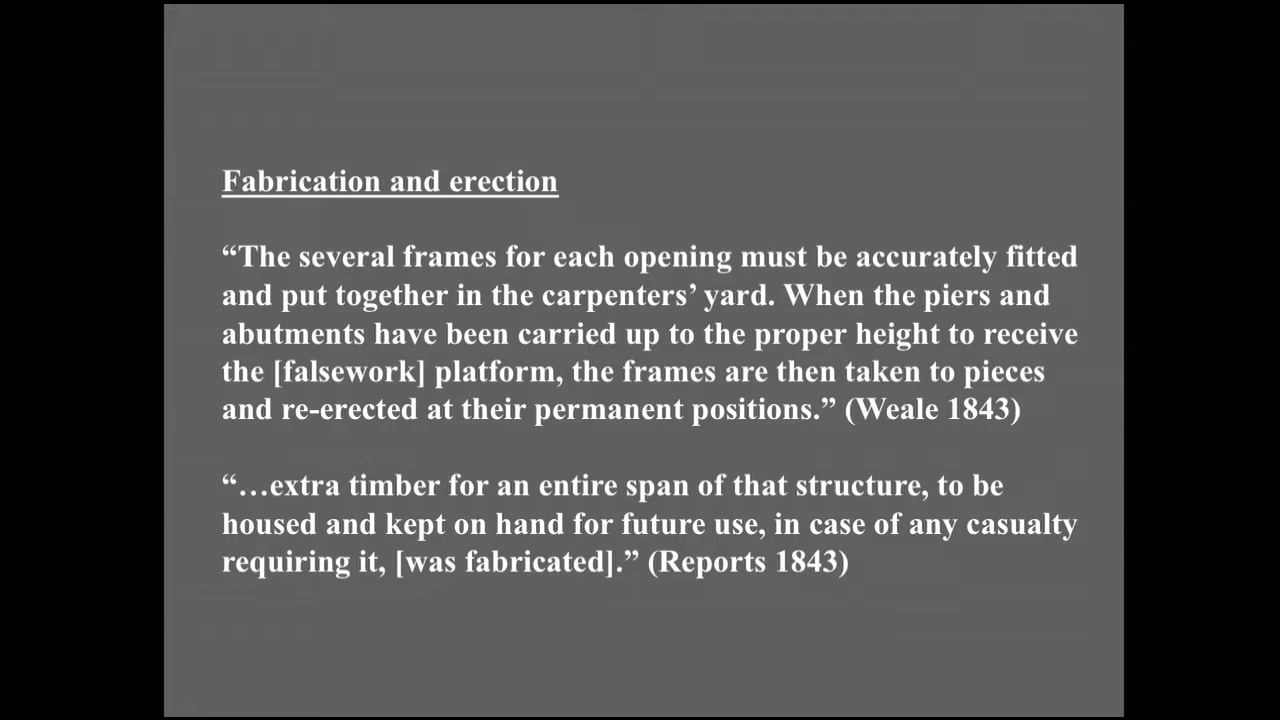 Fabrication and erection
“The several frames for each opening must be accurately fitted
and put together in the carpenters’ yard. When the piers and
abutments have been carried up to the proper height to receive
the [falsework] platform, the frames are then taken to pieces
and re-erected at their permanent positions.” (Weale 1843)
“…extra timber for an entire span of that structure, to be
housed and kept on hand for future use, in case of any casualty
requiring it, [was fabricated].” (Reports 1843)